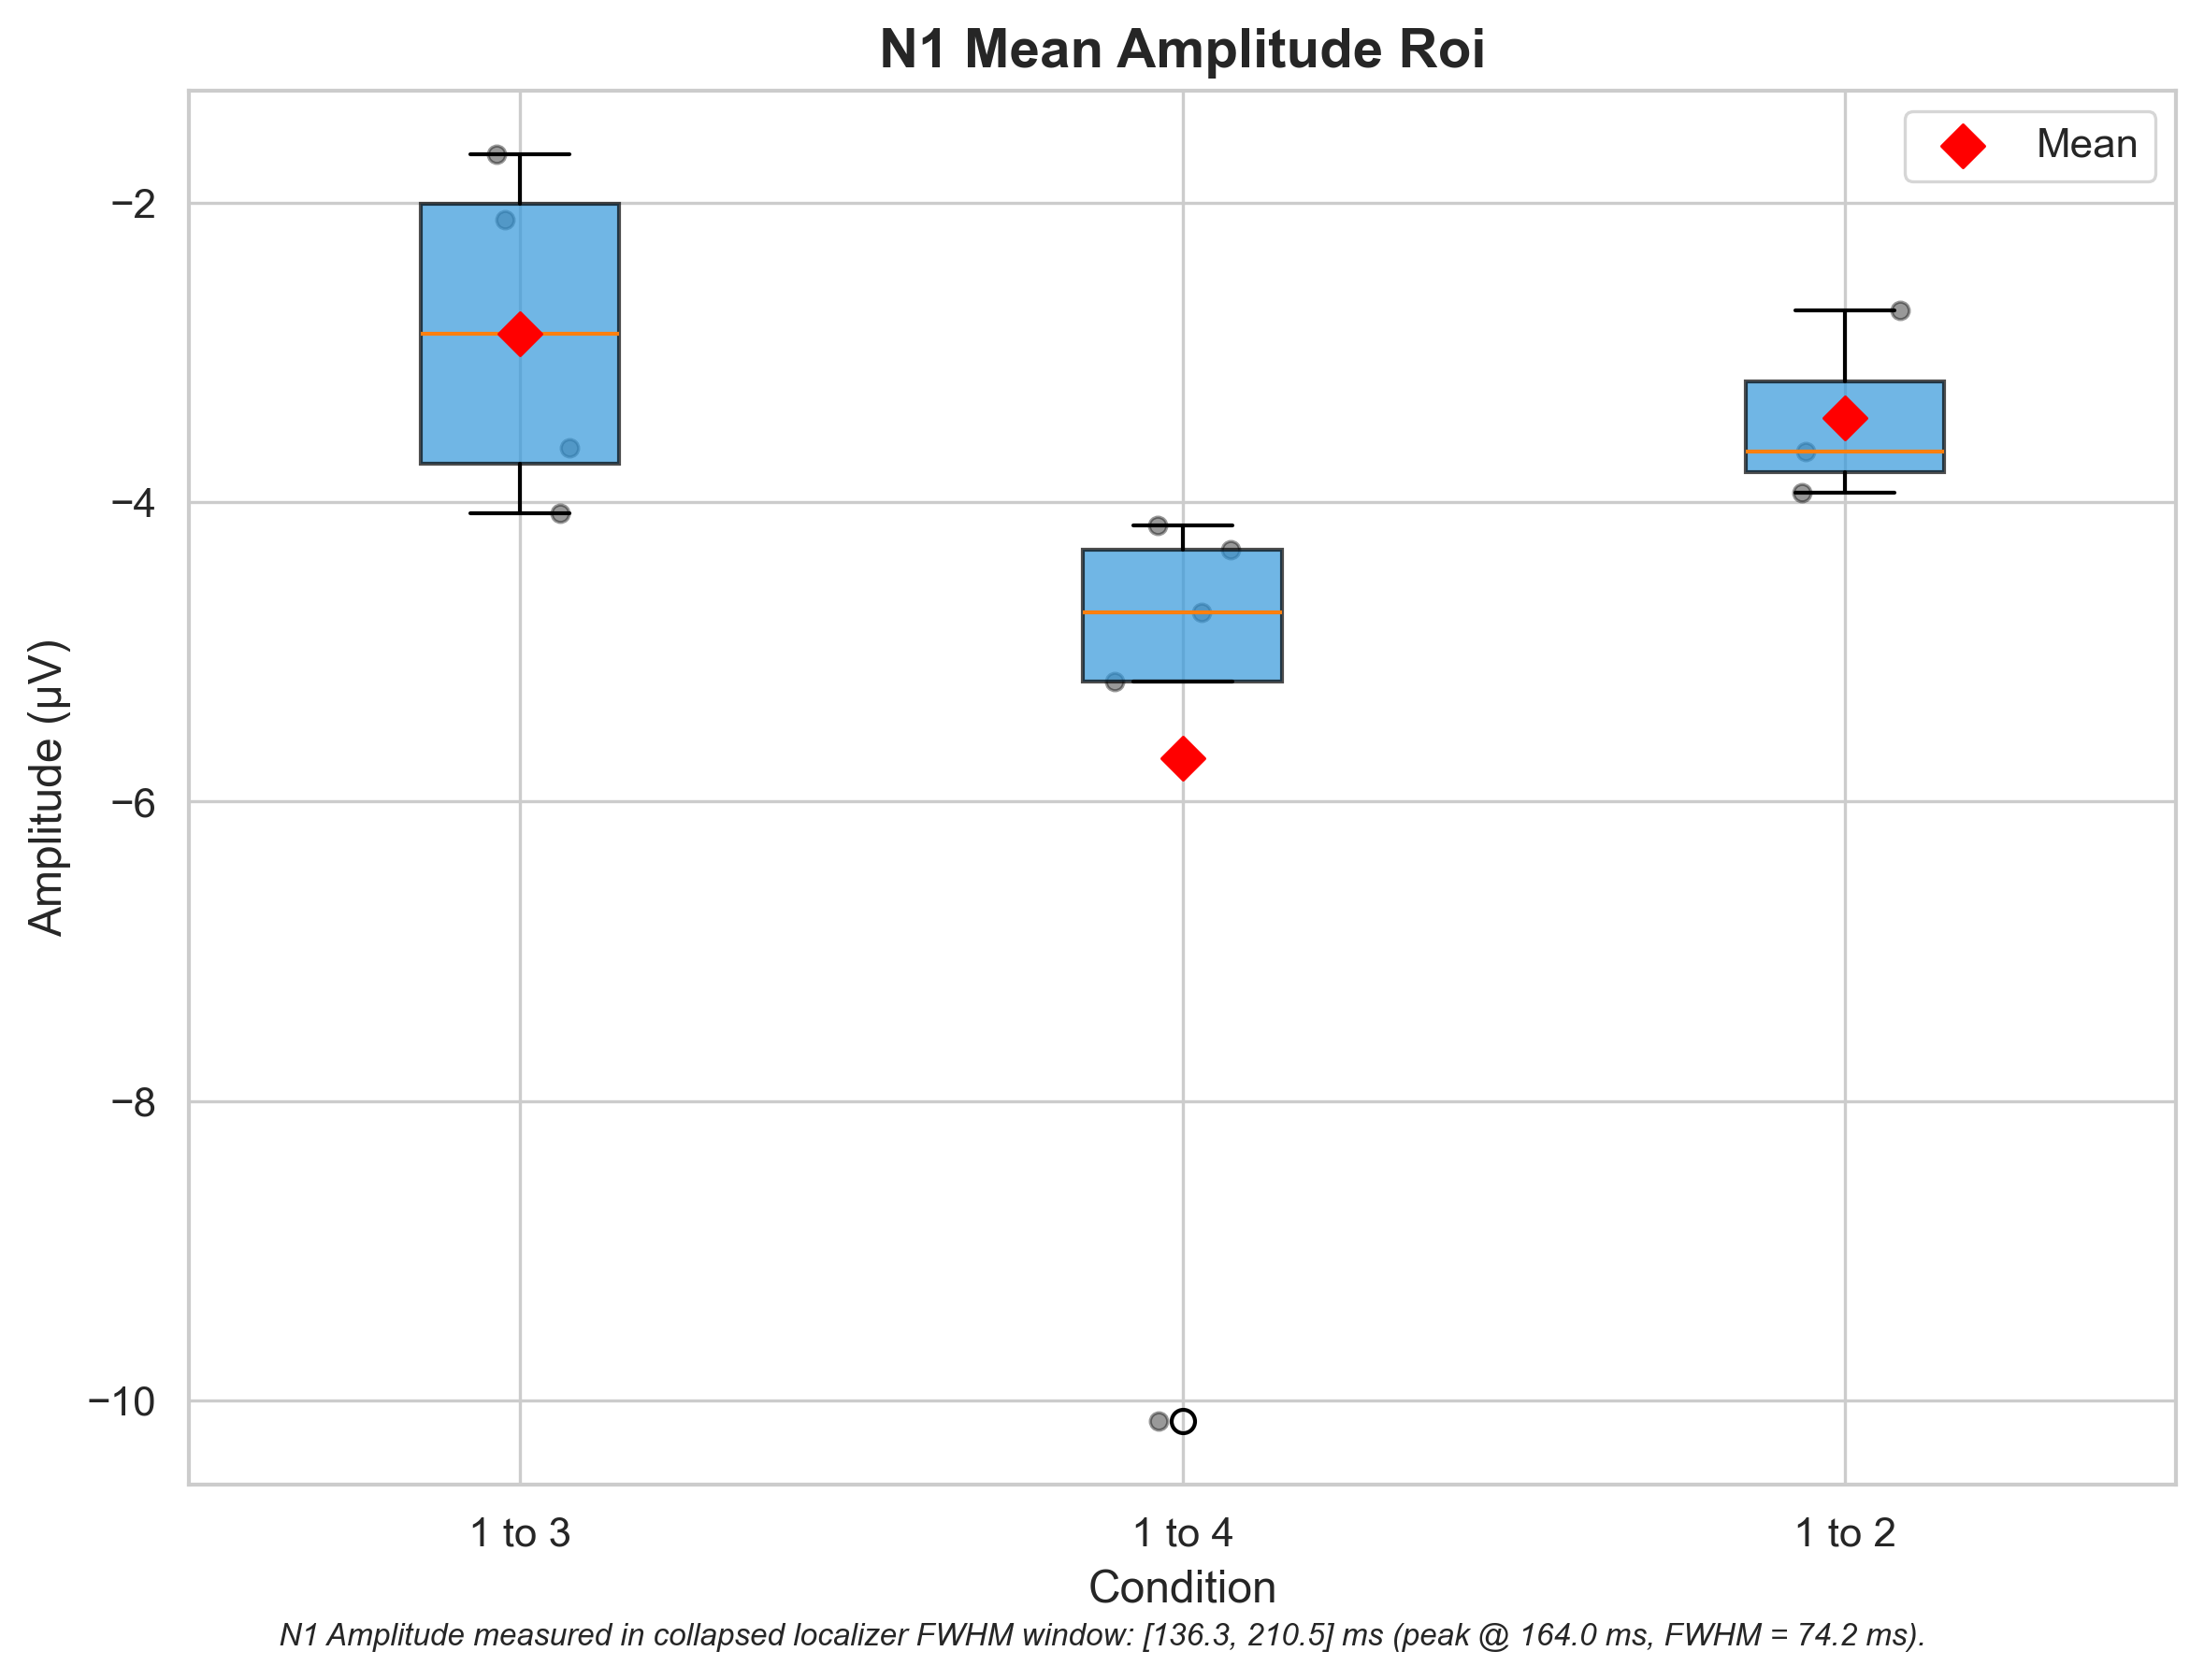 N1 Mean Amplitude Roi
Mean
−2
−4
−6
−8
−10
Amplitude (µV)
1 to 3
1 to 4
1 to 2
Condition
N1 Amplitude measured in collapsed localizer FWHM window: [136.3, 210.5] ms (peak @ 164.0 ms, FWHM = 74.2 ms).